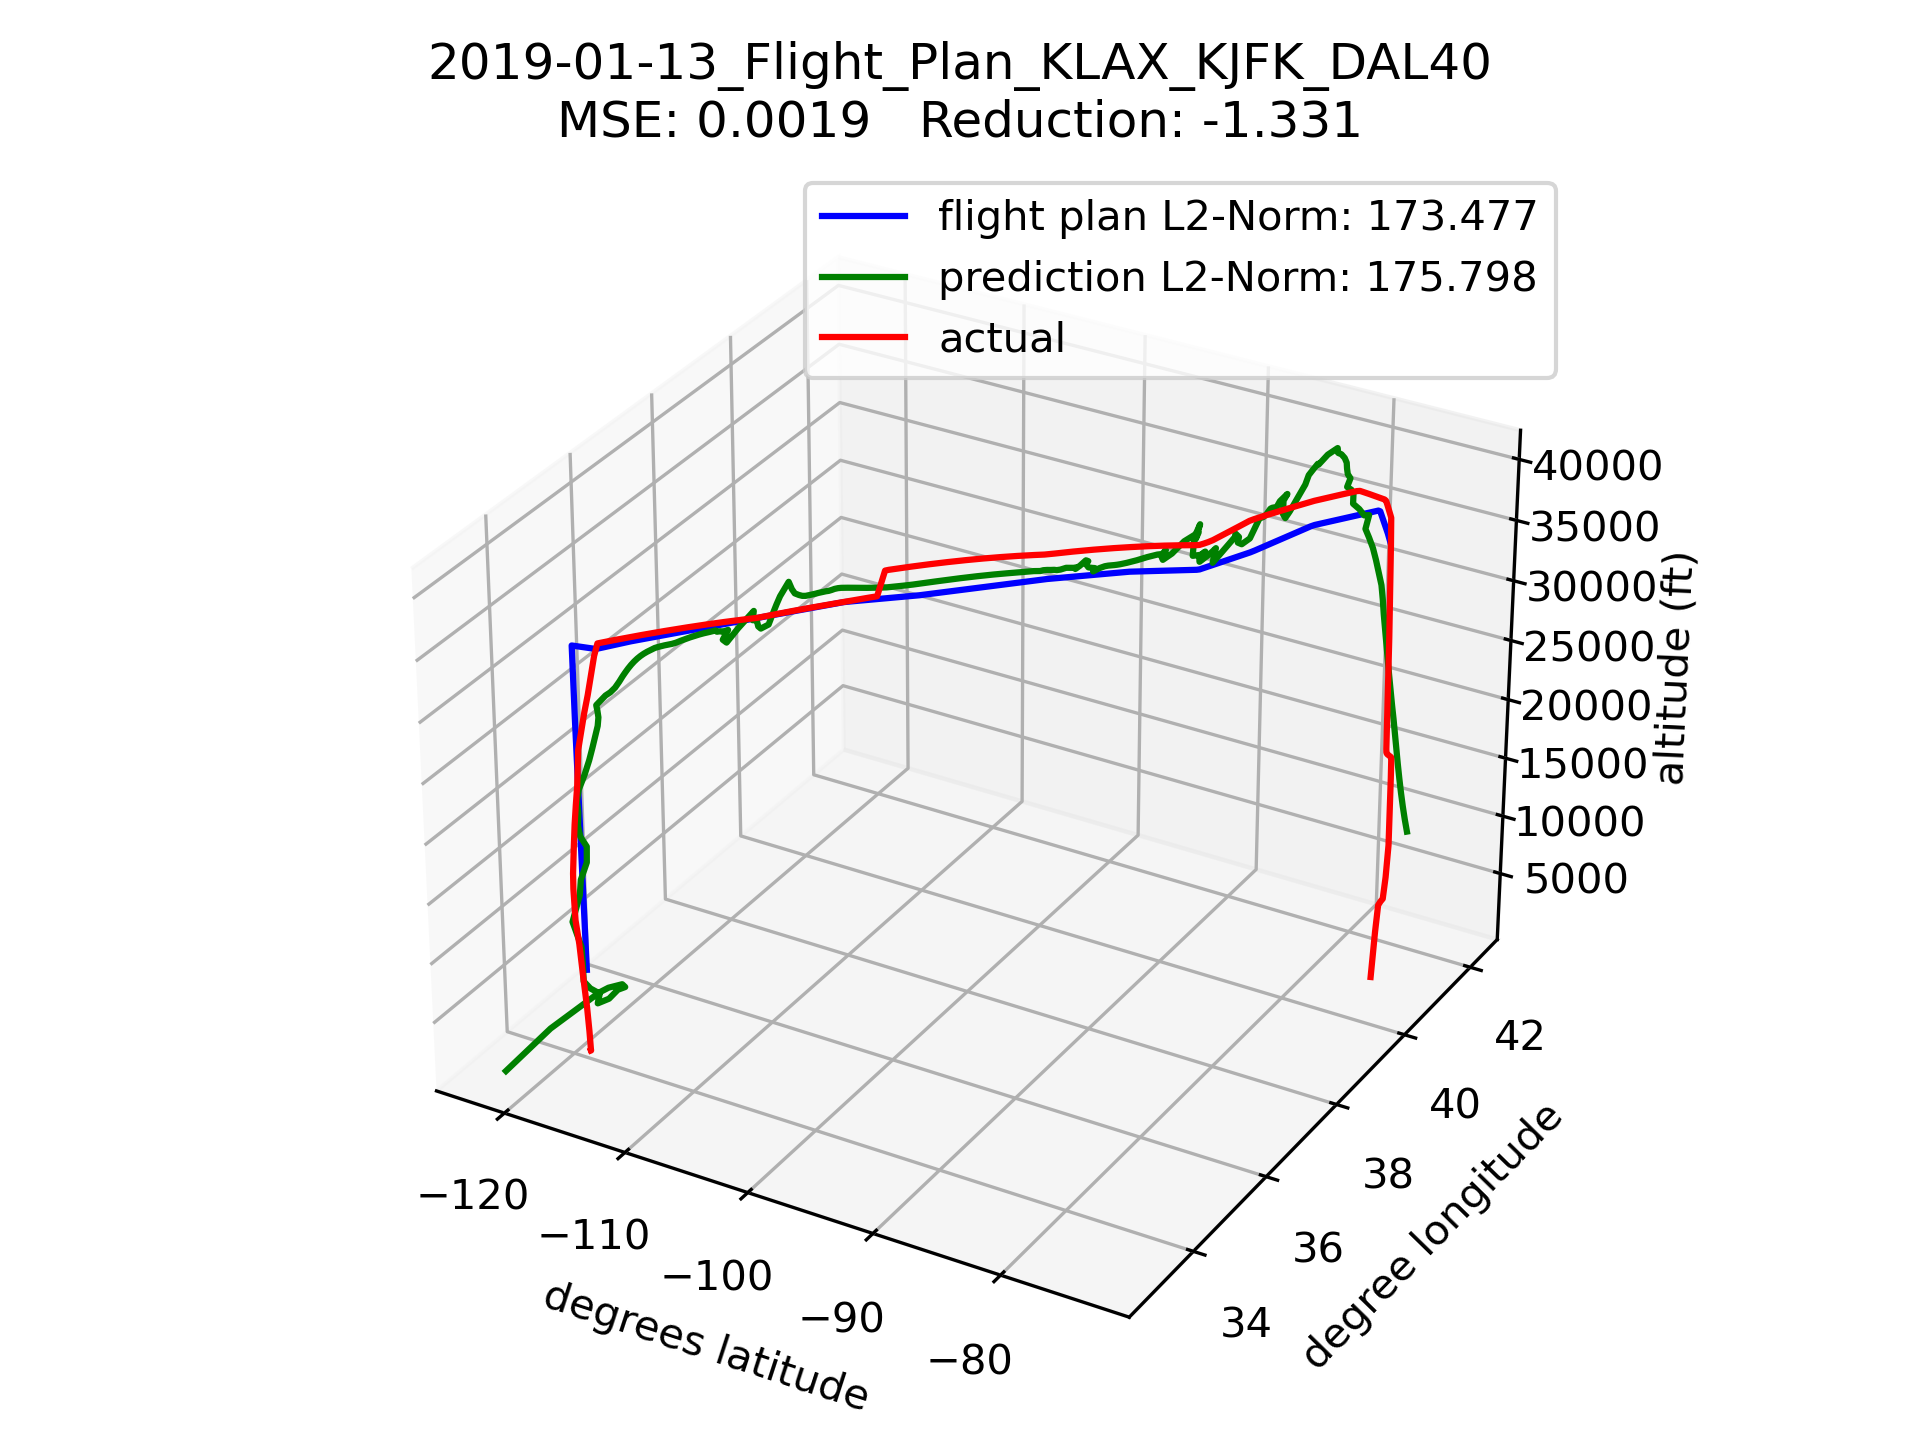 2019-01-13_Flight_Plan_KLAX_KJFK_DAL40
MSE: 0.0019   Reduction: -1.331
flight plan L2-Norm: 173.477
prediction L2-Norm: 175.798
actual
40000
35000
30000
25000
20000
15000
10000
5000
altitude (ft)
42
40
38
36
34
degree longitude
−120
−110
−100
−90
−80
degrees latitude